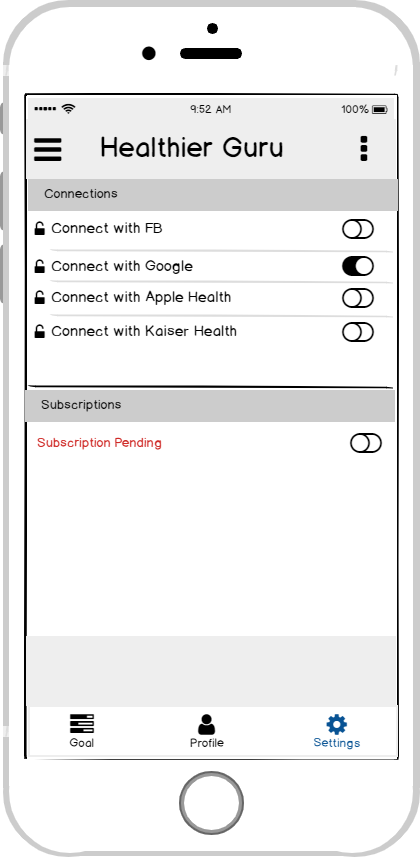 9:52 AM
100%
Healthier Guru
Connections
Connect with FB
Connect with Google
Connect with Apple Health
Connect with Kaiser Health
Subscriptions
Subscription Pending
Goal
Profile
Settings